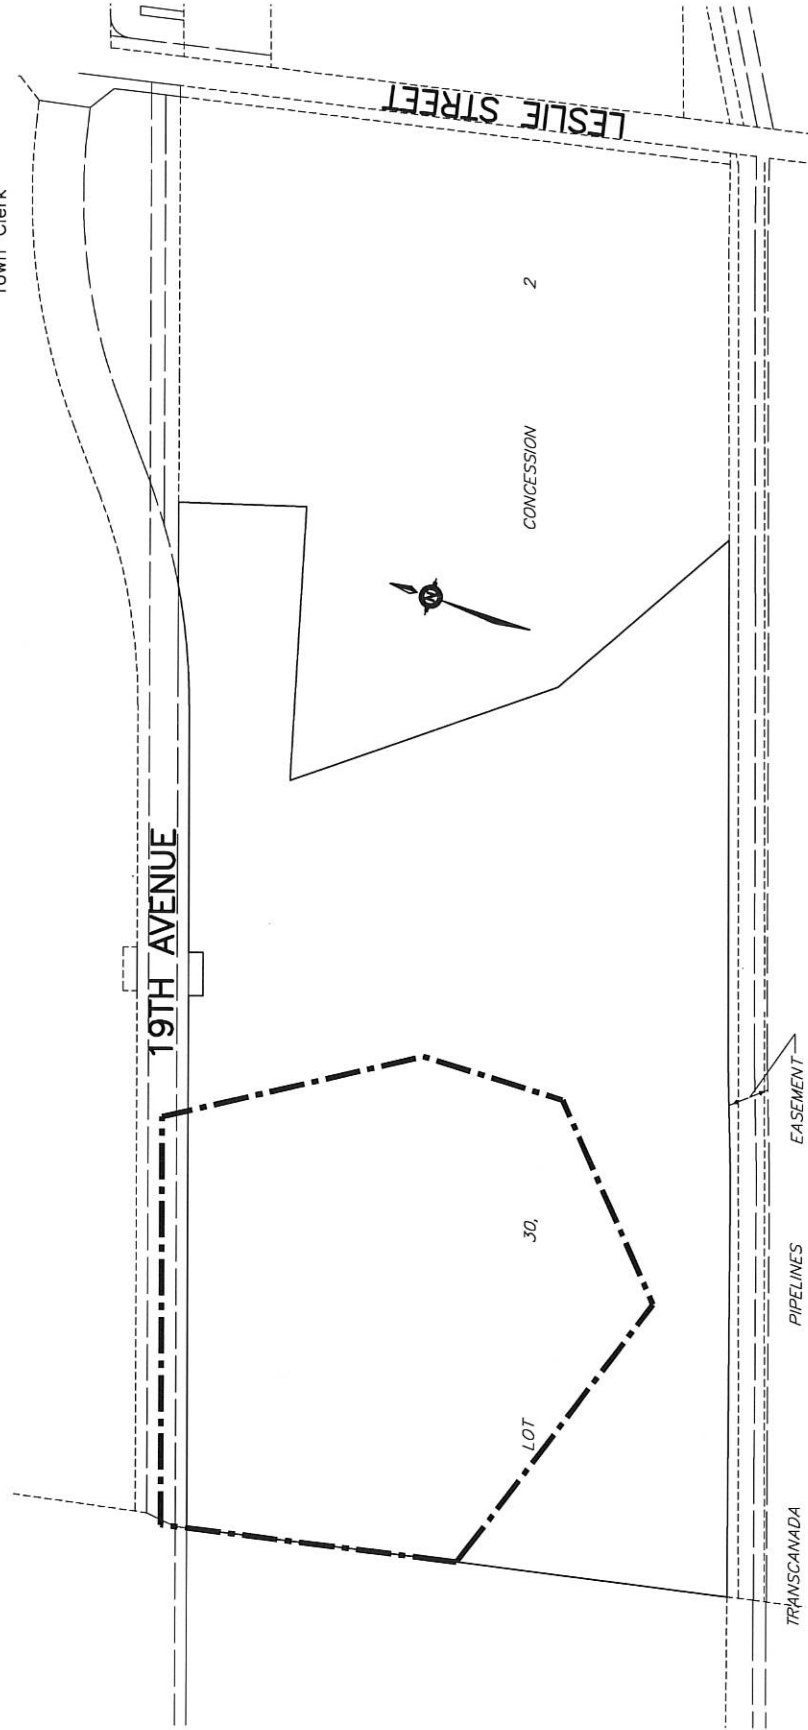 Town Clerk
19TH AVENUE
LESLIE STREET
LOT 30, CONCESSION 2
N
TRANSCANADA PIPELINES EASEMENT